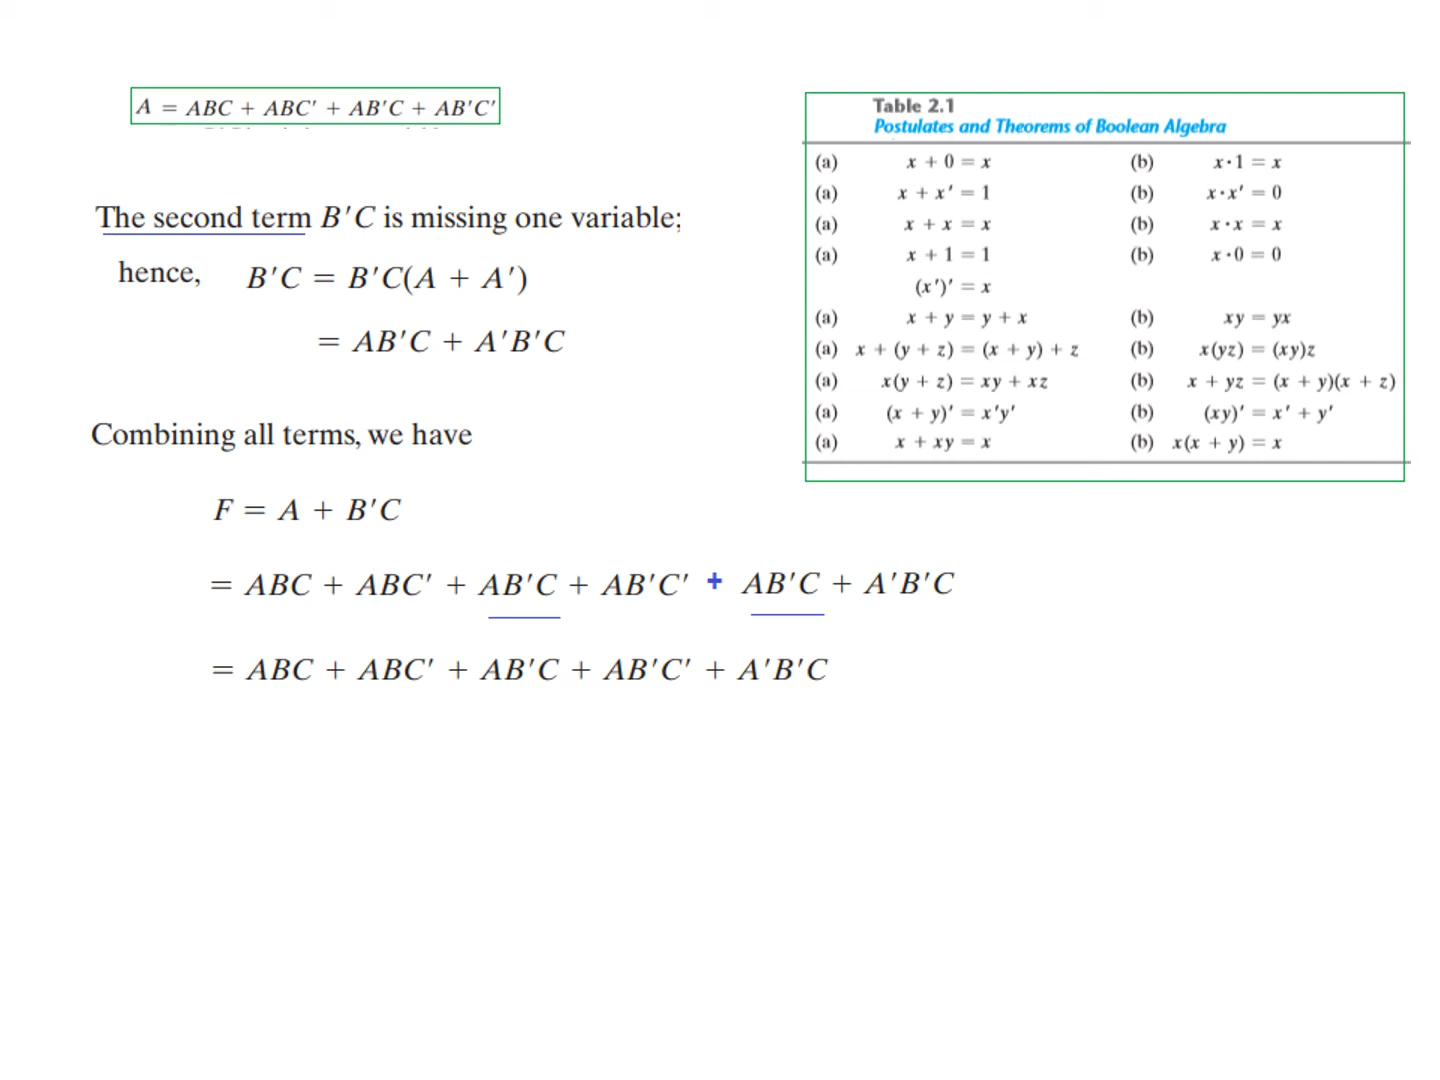 A = ABC + ABC' + AB'C + AB'C'
The second term B'C is missing one variable;
hence, B'C = B'C(A + A')
= AB'C + A'B'C
Combining all terms, we have
F = A + B'C
= ABC + ABC' + AB'C + AB'C' + AB'C + A'B'C
= ABC + ABC' + AB'C + AB'C' + A'B'C
Table 2.1
Postulates and Theorems of Boolean Algebra
(a) x + 0 = x (b) x·1 = x
(a) x + x' = 1 (b) x·x' = 0
(a) x + x = x (b) x·x = x
(a) x + 1 = 1 (b) x·0 = 0
(x')' = x
(a) x + y = y + x (b) xy = yx
(a) x + (y + z) = (x + y) + z (b) x(yz) = (xy)z
(a) x(y + z) = xy + xz (b) x + yz = (x + y)(x + z)
(a) (x + y)' = x'y' (b) (xy)' = x' + y'
(a) x + xy = x (b) x(x + y) = x